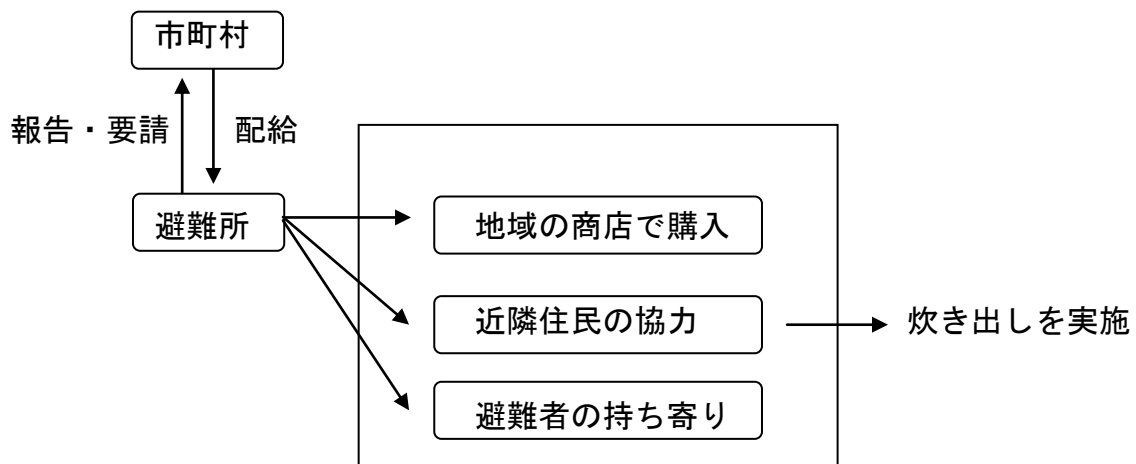 市町村
報告・要請
配給
避難所
地域の商店で購入
近隣住民の協力
炊き出しを実施
避難者の持ち寄り